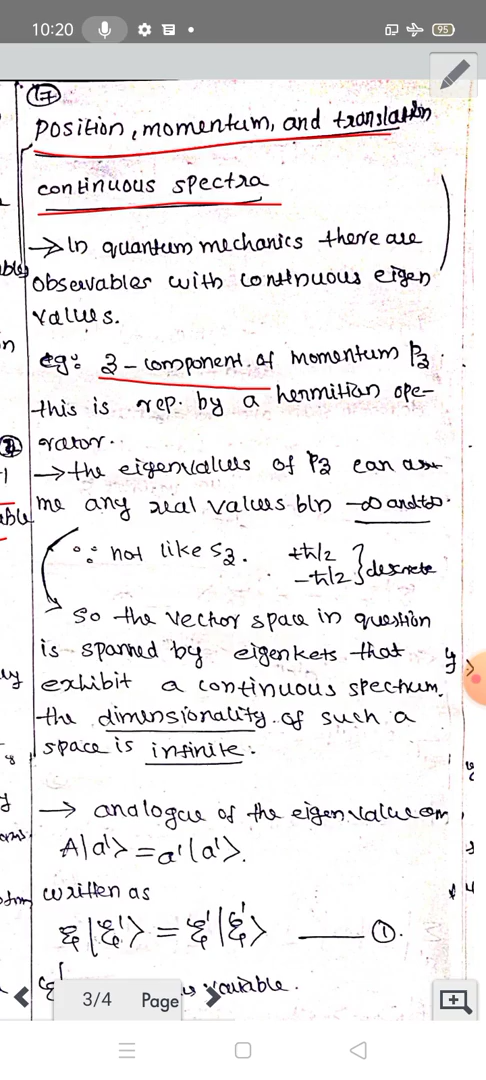 10:20
95
17
Position, momentum, and translation
continuous spectra
→ In quantum mechanics there are
observables with continuous eigen
values.
eg: z-component of momentum Pz.
this is rep. by a hermitian ope-
rator.
→ the eigenvalues of Pz can assu-
me any real values b/n -∞ and +∞.
∵ not like Sz. +ħ/2
-ħ/2 } descrete
so the vector space in question
is spanned by eigenkets that
exhibit a continuous spectrum.
the dimensionality of such a
space is infinite.
→ analogue of the eigenvalue
A|a'> = a'|a'>.
written as
ξ|ξ'> = ξ'|ξ'> —— ①.
variable.
3/4 Page